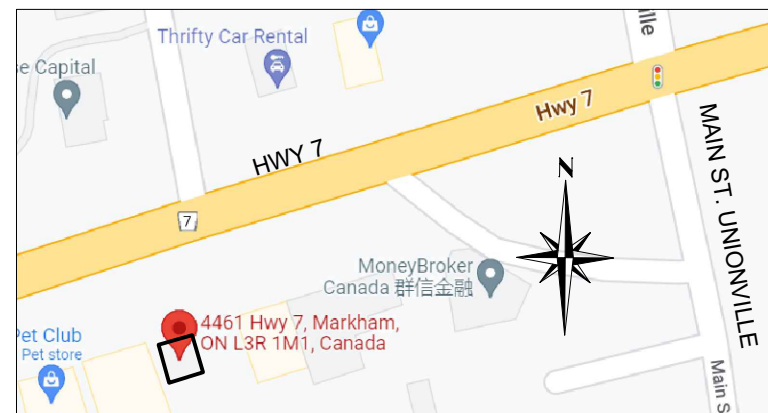 lle
Thrifty Car Rental
se Capital
Hwy 7
HWY 7
MAIN ST. UNIONVILLE
N
7
MoneyBroker
Canada 群信金融
4461 Hwy 7, Markham,
ON L3R 1M1, Canada
Pet Club
Pet store
Main S